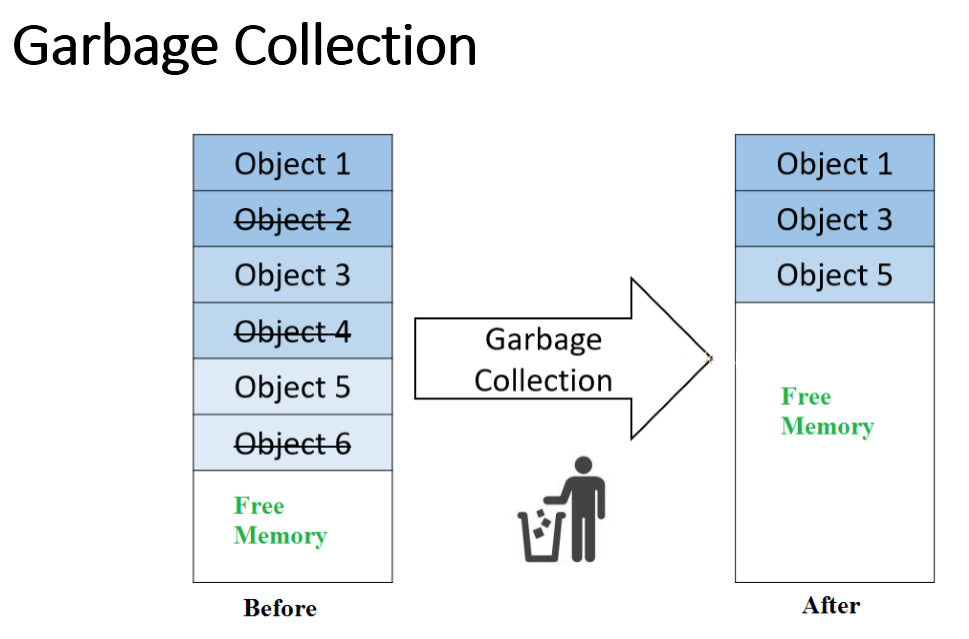 Garbage Collection
Object 1
Object 2
Object 3
Object 4
Object 5
Object 6
Free
Memory
Before
Garbage
Collection
Object 1
Object 3
Object 5
Free
Memory
After